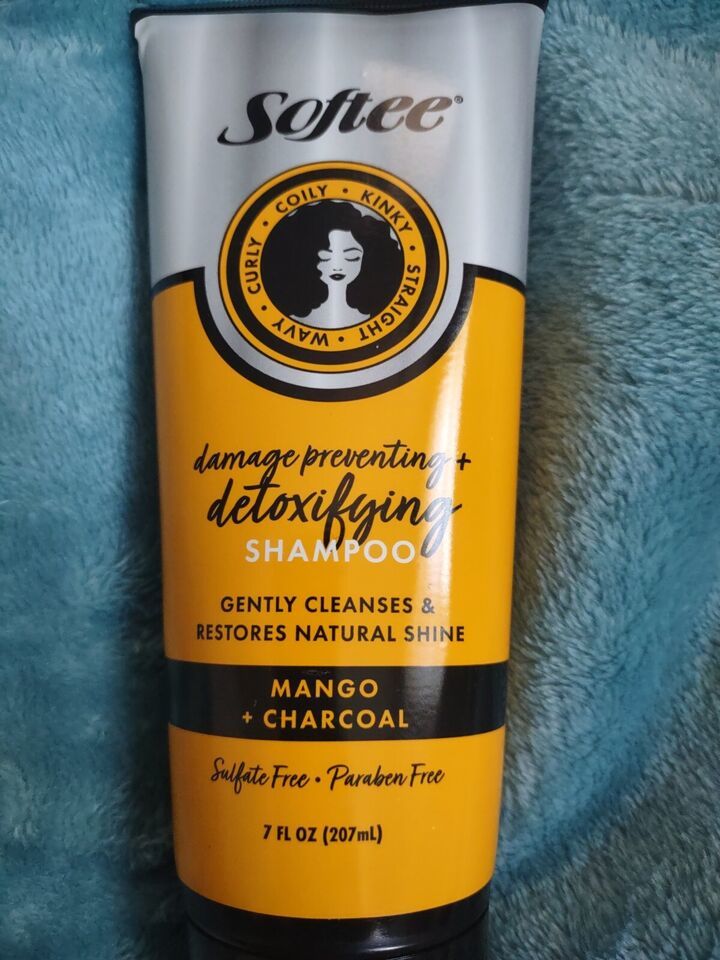 Softee®
CURLY • COILY • KINKY • STRAIGHT • WAVY •
damage preventing +
detoxifying
SHAMPOO
GENTLY CLEANSES &
RESTORES NATURAL SHINE
MANGO
+ CHARCOAL
Sulfate Free • Paraben Free
7 FL OZ (207mL)